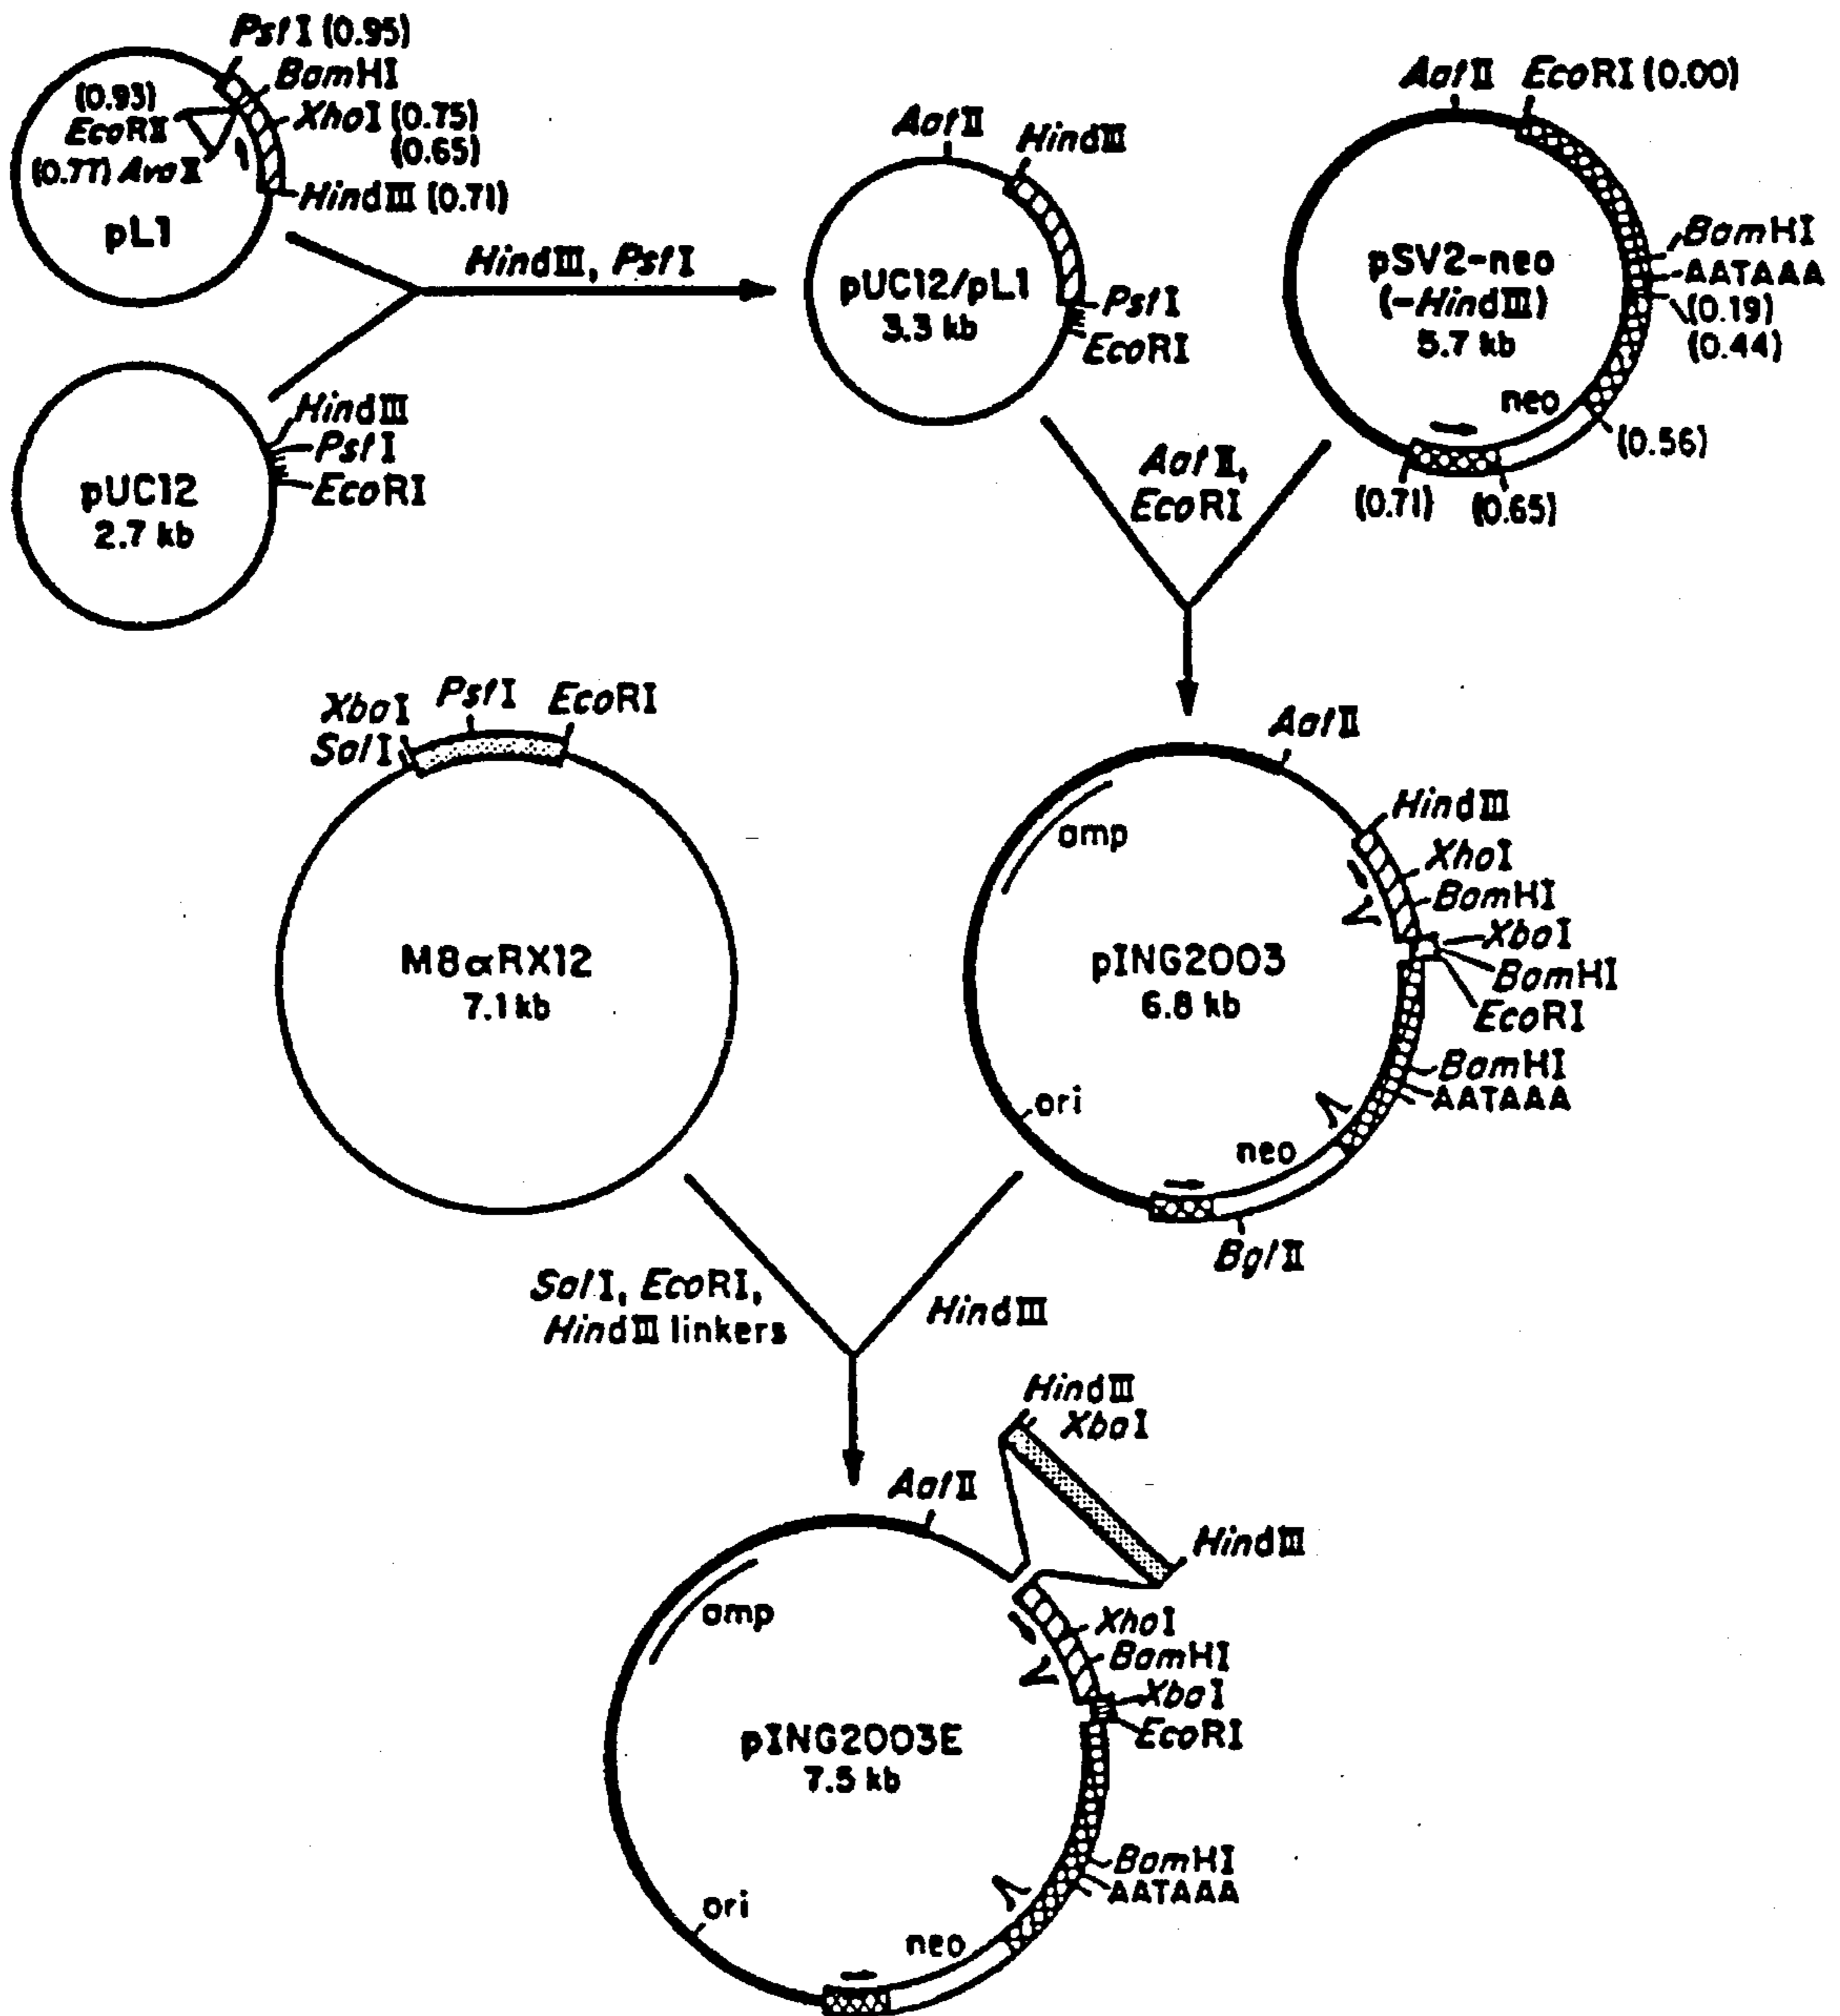 PstI (0.95)
BamHI
(0.93)
EcoRII
XhoI (0.75)
(0.65)
(0.77) AvaII
HindIII (0.71)
pL1
HindIII, PstI
HindIII
PstI
EcoRI
pUC12
2.7 kb
AatII
HindIII
pUC12/pL1
3.3 kb
PstI
EcoRI
AatII EcoRI (0.00)
pSV2-neo
(-HindIII)
5.7 kb
BamHI
AATAAA
(0.19)
(0.44)
neo
(0.56)
(0.71) (0.65)
AatII,
EcoRI
XbaI PstI EcoRI
SalI
M8αRX12
7.1 kb
AatII
HindIII
amp
XhoI
BamHI
XbaI
BamHI
EcoRI
pING2003
6.8 kb
BamHI
AATAAA
ori
neo
BglII
SalI, EcoRI,
HindIII linkers
HindIII
HindIII
XbaI
AatII
HindIII
amp
XhoI
BamHI
XbaI
EcoRI
pING2003E
7.5 kb
BamHI
AATAAA
ori
neo